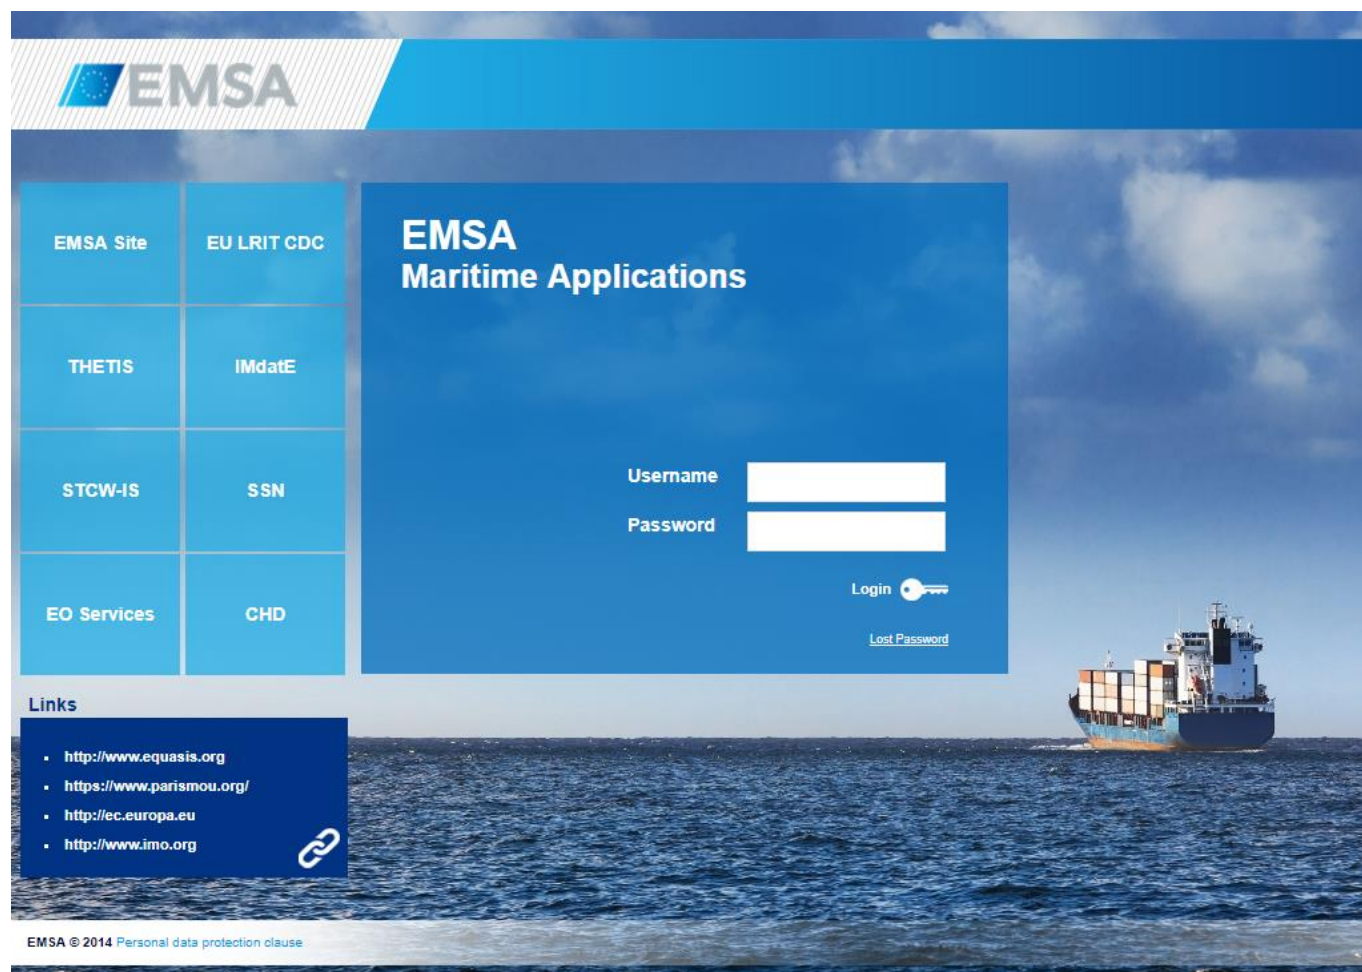 EMSA
EMSA Site
EU LRIT CDC
THETIS
IMdatE
STCW-IS
SSN
EO Services
CHD
EMSA
Maritime Applications
Username
Password
Login
Lost Password
Links
http://www.equasis.org
https://www.parismou.org/
http://ec.europa.eu
http://www.imo.org
EMSA © 2014 Personal data protection clause